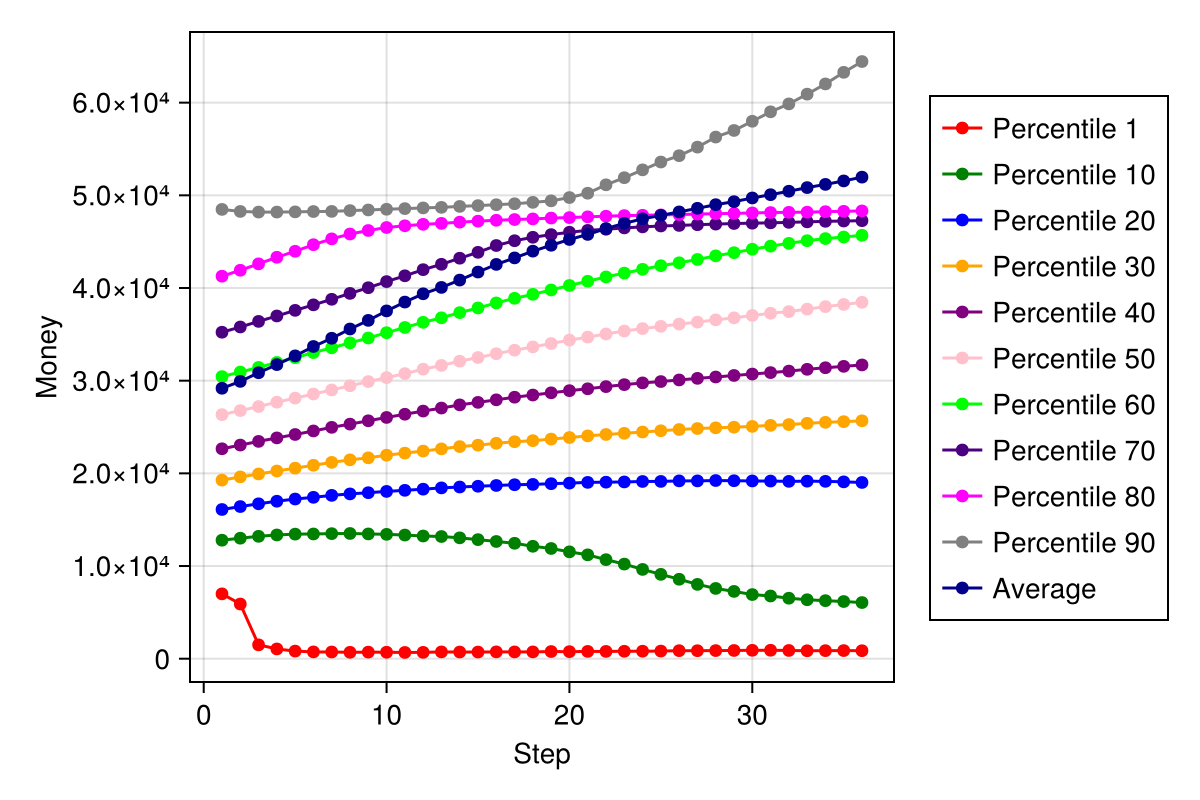 6.0×10⁴
5.0×10⁴
4.0×10⁴
3.0×10⁴
2.0×10⁴
1.0×10⁴
0
Money
0 10 20 30
Step
Percentile 1
Percentile 10
Percentile 20
Percentile 30
Percentile 40
Percentile 50
Percentile 60
Percentile 70
Percentile 80
Percentile 90
Average